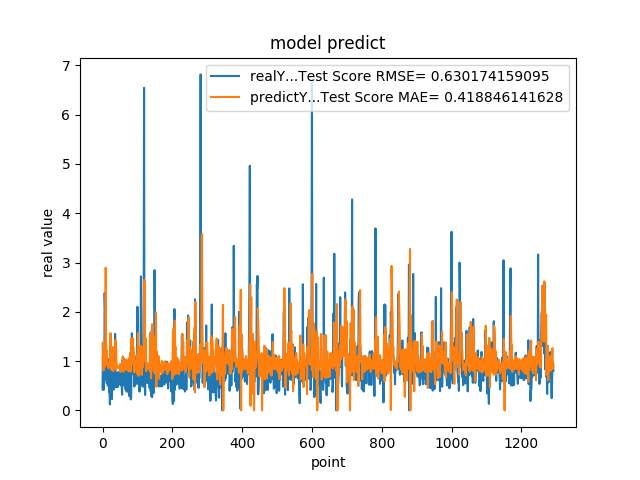 model predict
realY...Test Score RMSE= 0.630174159095
predictY...Test Score MAE= 0.418846141628
real value
7
6
5
4
3
2
1
0
0 200 400 600 800 1000 1200
point